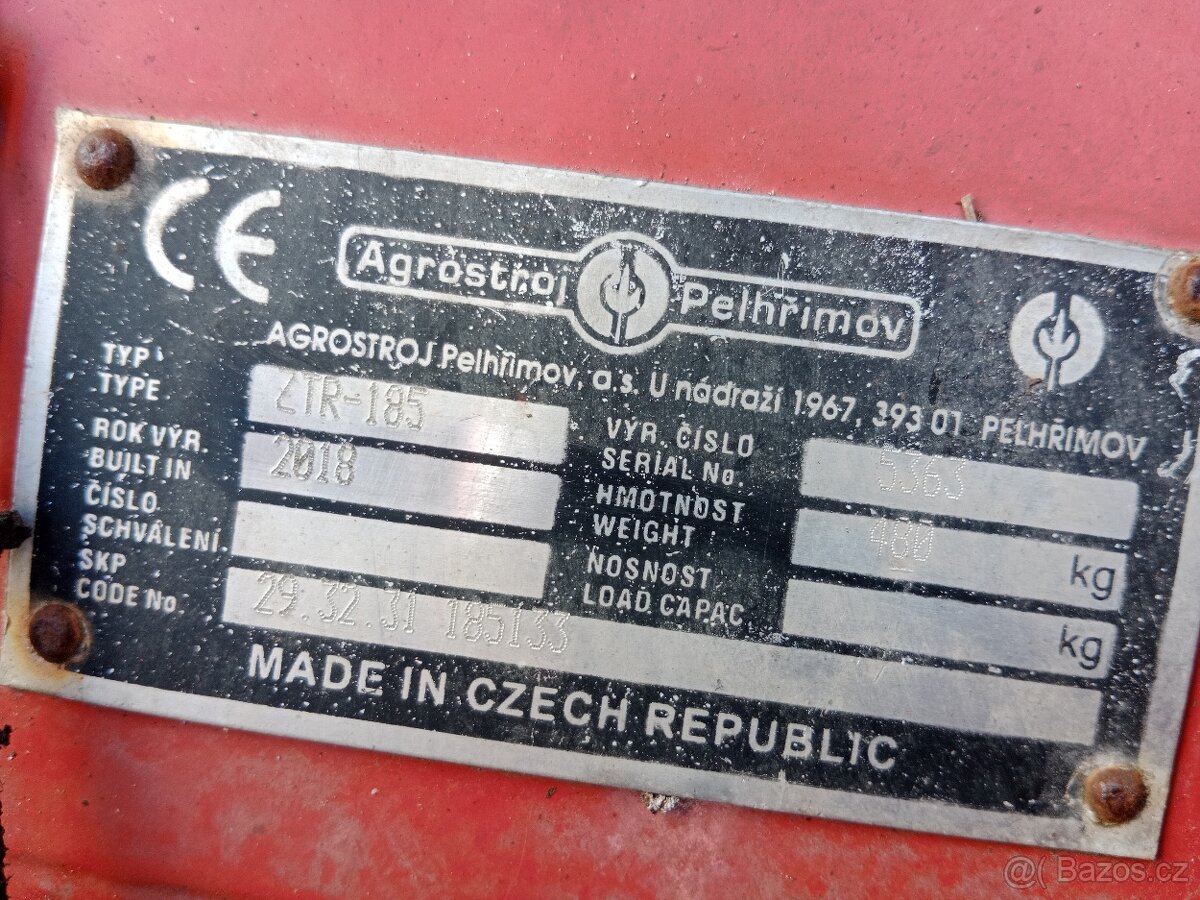 CE
Agrostroj Pelhřimov
AGROSTROJ Pelhřimov, a.s. U nádraží 1967, 393 01 PELHŘIMOV
TYP
TYPE
ZTR-185
ROK VÝR.
BUILT IN
2018
ČÍSLO
SCHVÁLENÍ
SKP
CODE No.
29.32.31 185133
VÝR. ČÍSLO
SERIAL No.
5363
HMOTNOST
WEIGHT
480 kg
NOSNOST
LOAD CAPAC.
kg
MADE IN CZECH REPUBLIC
Bazos.cz